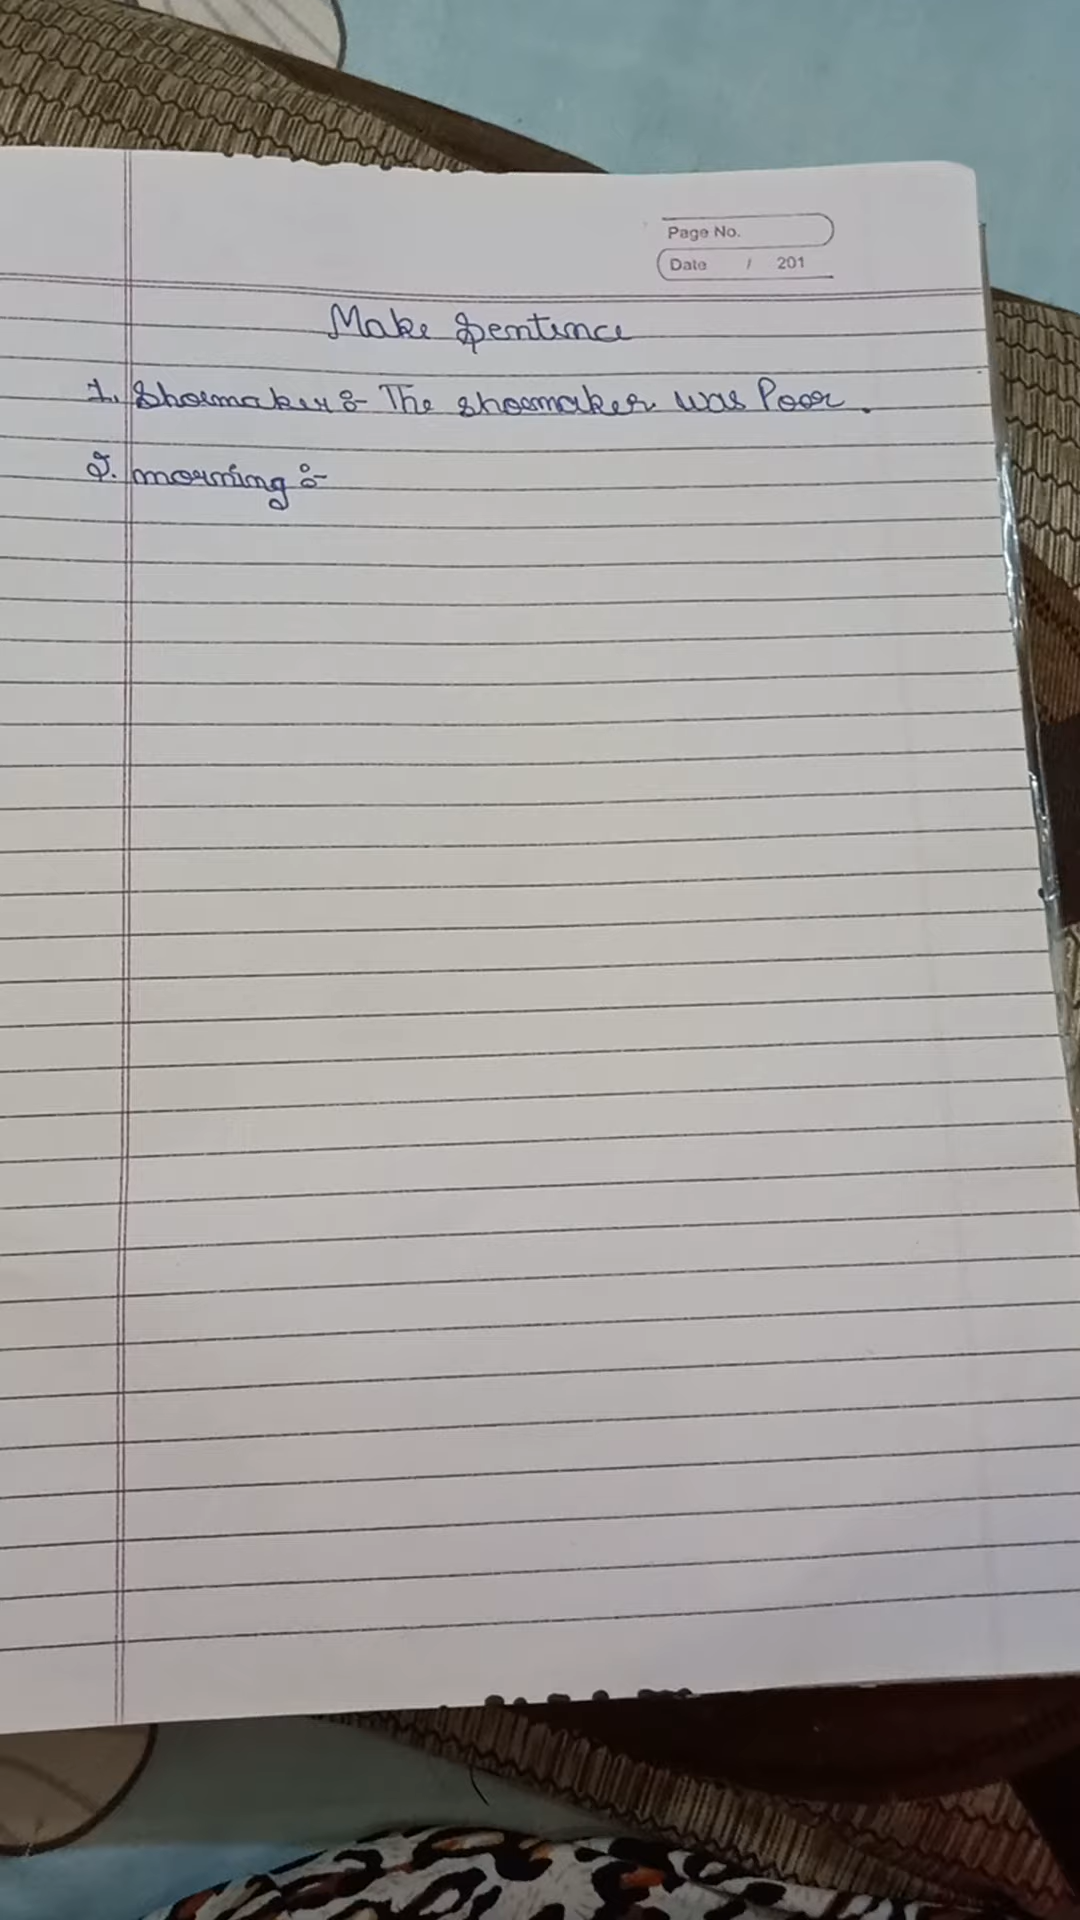 Page No.
Date / 201
Make Sentence
1. Shoemaker :- The shoemaker was Poor.
2. morning :-